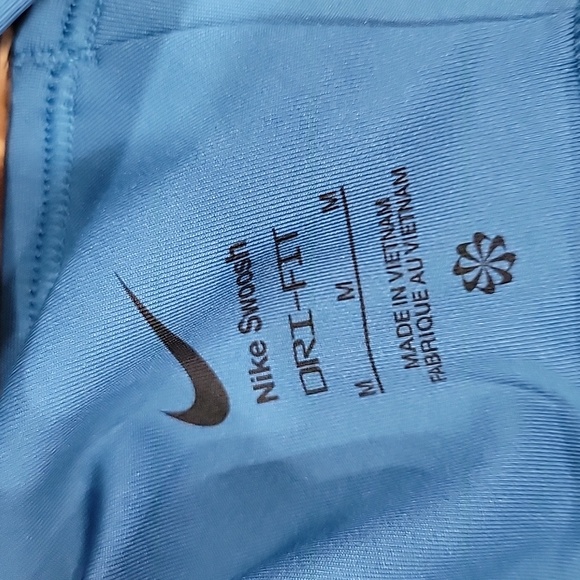 Nike Swoosh
DRI-FIT
M M M
MADE IN VIETNAM
FABRIQUE AU VIETNAM